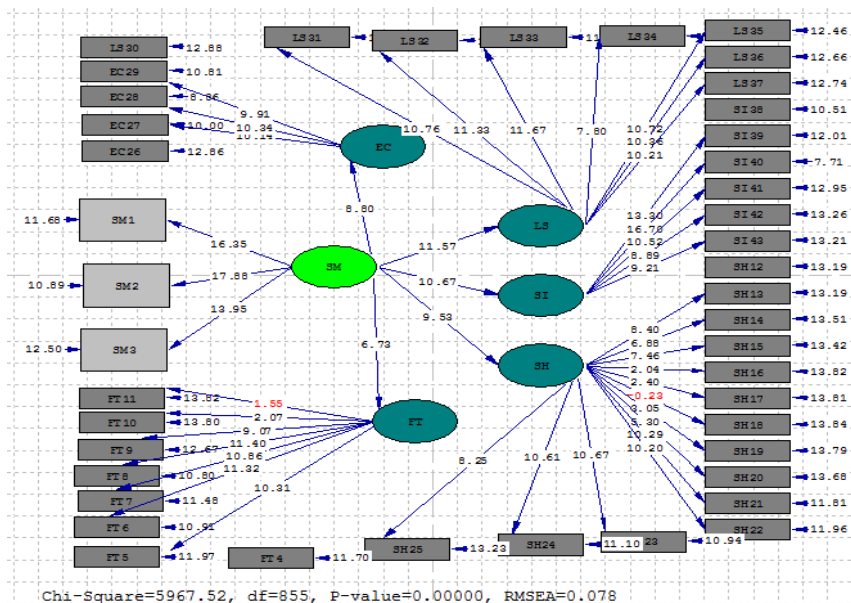 LS31
LS32
LS33
11
LS34
LS35 12.46
LS30 12.88
LS36 12.66
EC29 10.81
LS37 12.74
EC28 8.86
SI38 10.51
9.91
EC27 10.00
10.34
EC
10.76
11.33
11.67
7.80
10.72
SI39 12.01
10.36
EC26 12.86
10.21
SI40 7.71
SI41 12.95
8.80
13.30
11.68 SM1
16.70
SI42 13.26
10.52
LS
8.89
SI43 13.21
16.35
11.57
9.21
SM
SH12 13.19
10.89 SM2
17.88
10.67
SI
SH13 13.19
13.95
9.53
8.40
SH14 13.51
12.50 SM3
6.73
6.88
SH15 13.42
7.46
SH
2.04
SH16 13.82
2.40
FT11 13.82
1.55
-0.23
SH17 13.81
FT10 13.80
2.07
FT
3.05
SH18 13.84
9.07
5.30
FT9 12.67
11.40
10.29
SH19 13.79
10.86
10.20
FT8 10.80
11.32
8.25
10.61
10.67
SH20 13.68
FT7 11.48
10.31
SH21 11.81
FT6 10.91
SH22 11.96
FT5 11.97
FT4 11.70
SH25 13.23
SH24 11.10
23 10.94
Chi-Square=5967.52, df=855, P-value=0.00000, RMSEA=0.078